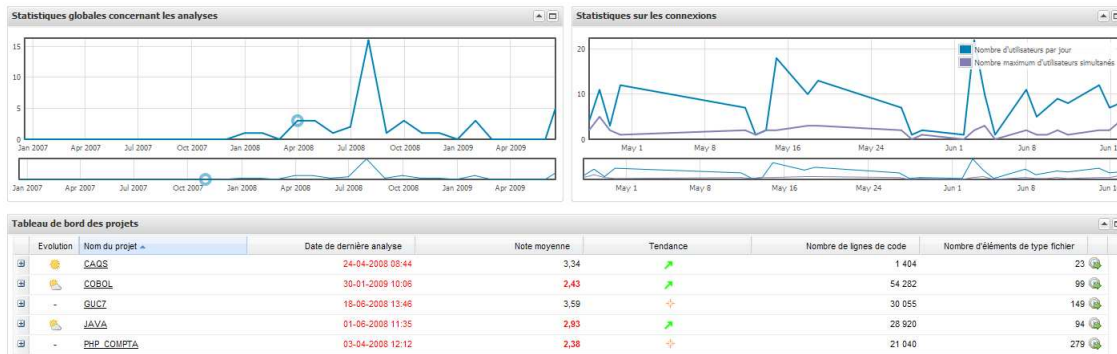 Statistiques globales concernant les analyses
15
10
5
0
Jan 2007 Apr 2007 Jul 2007 Oct 2007 Jan 2008 Apr 2008 Jul 2008 Oct 2008 Jan 2009 Apr 2009
Jan 2007 Apr 2007 Jul 2007 Oct 2007 Jan 2008 Apr 2008 Jul 2008 Oct 2008 Jan 2009 Apr 2009
Statistiques sur les connexions
Nombre d'utilisateurs par jour
Nombre maximum d'utilisateurs simultanés
20
10
0
May 1 May 8 May 16 May 24 Jun 1 Jun 8 Jun 1
May 1 May 8 May 16 May 24 Jun 1 Jun 8 Jun 1
Tableau de bord des projets
Evolution Nom du projet Date de dernière analyse Note moyenne Tendance Nombre de lignes de code Nombre d'éléments de type fichier
CAQS 24-04-2008 08:44 3,34 1 404 23
COBOL 30-01-2009 10:06 2,43 54 282 99
- GUC7 18-06-2008 13:46 3,59 30 055 149
JAVA 01-06-2008 11:35 2,93 28 920 94
- PHP_COMPTA 03-04-2008 12:12 2,38 21 040 279